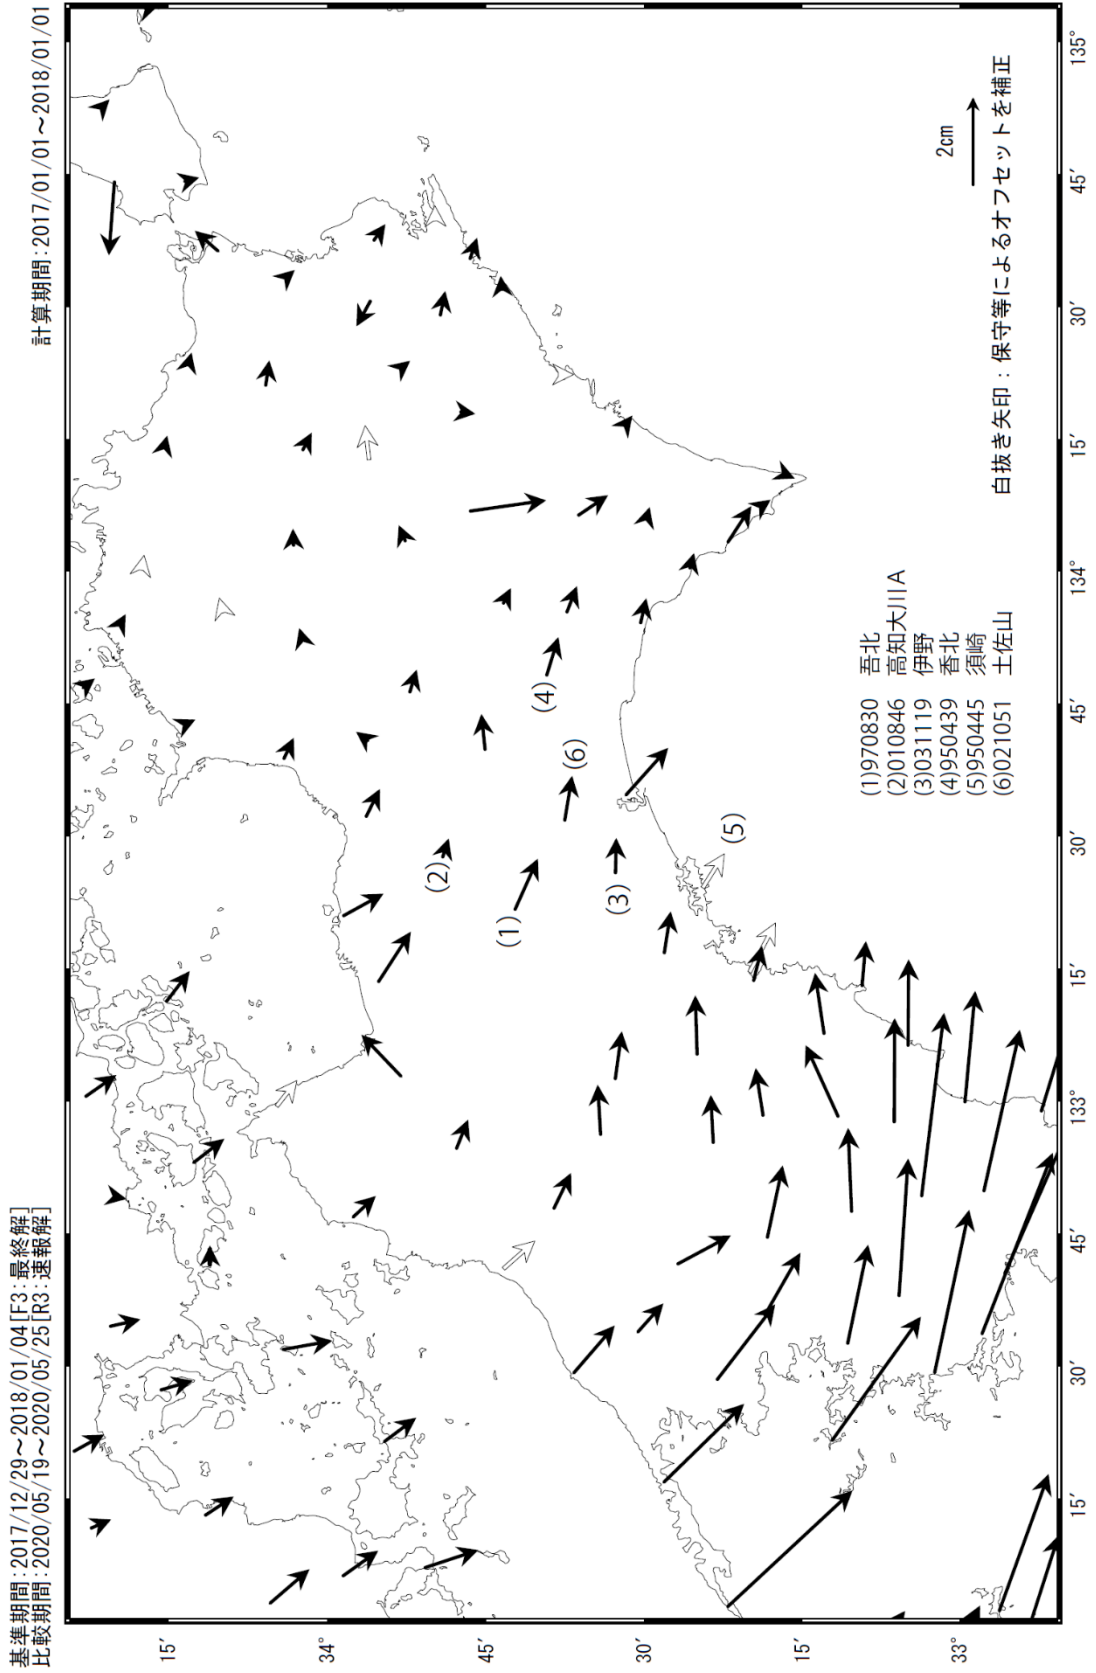 基準期間:2017/12/29~2018/01/04[F3:最終解]
比較期間:2020/05/19~2020/05/25[R3:速報解]
計算期間:2017/01/01~2018/01/01
15′
34°
45′
30′
15′
33°
(1)
(2)
(3)
(4)
(5)
(6)
(1)970830 吾北
(2)010846 高知大川A
(3)031119 伊野
(4)950439 香北
(5)950445 須崎
(6)021051 土佐山
2cm
白抜き矢印:保守等によるオフセットを補正
15′
30′
45′
133°
15′
30′
45′
134°
15′
30′
45′
135°